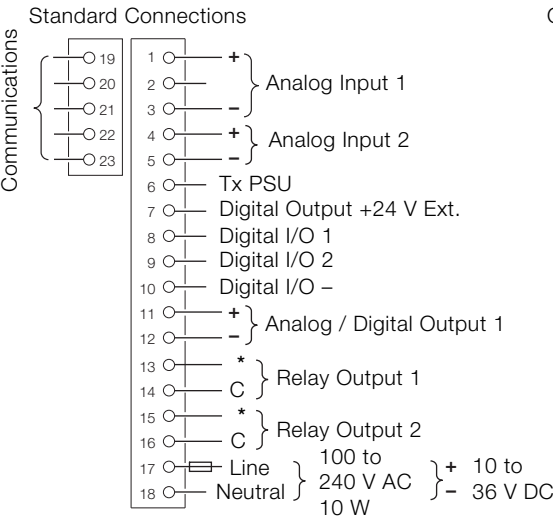 Standard Connections
C
Communications
19
20
21
22
23
1 +
2
3 –
Analog Input 1
4 +
5 –
Analog Input 2
6 Tx PSU
7 Digital Output +24 V Ext.
8 Digital I/O 1
9 Digital I/O 2
10 Digital I/O –
11 +
12 –
Analog / Digital Output 1
13 *
14 C
Relay Output 1
15 *
16 C
Relay Output 2
17 Line
18 Neutral
100 to
240 V AC
10 W
+ 10 to
– 36 V DC